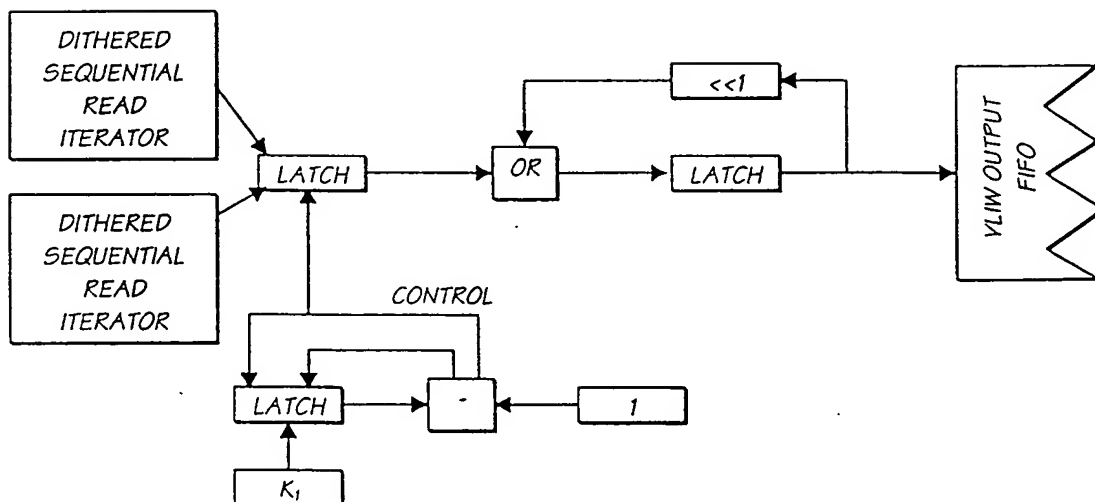 DITHERED
SEQUENTIAL
READ
ITERATOR
DITHERED
SEQUENTIAL
READ
ITERATOR
LATCH
OR
<<1
LATCH
VLIW OUTPUT
FIFO
CONTROL
LATCH
-
1
K₁